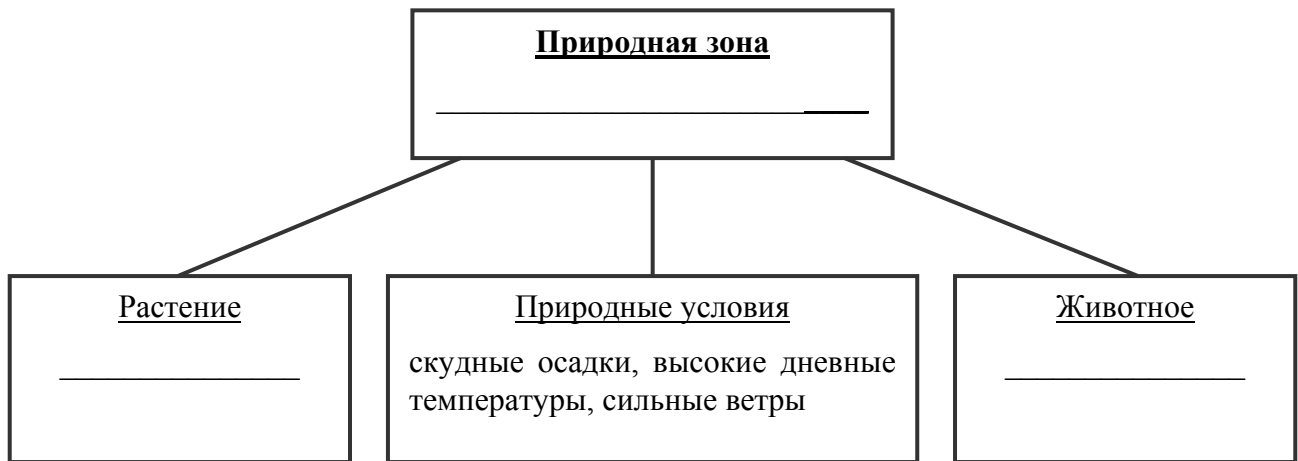 Природная зона
Растение
Природные условия
скудные осадки, высокие дневные
температуры, сильные ветры
Животное